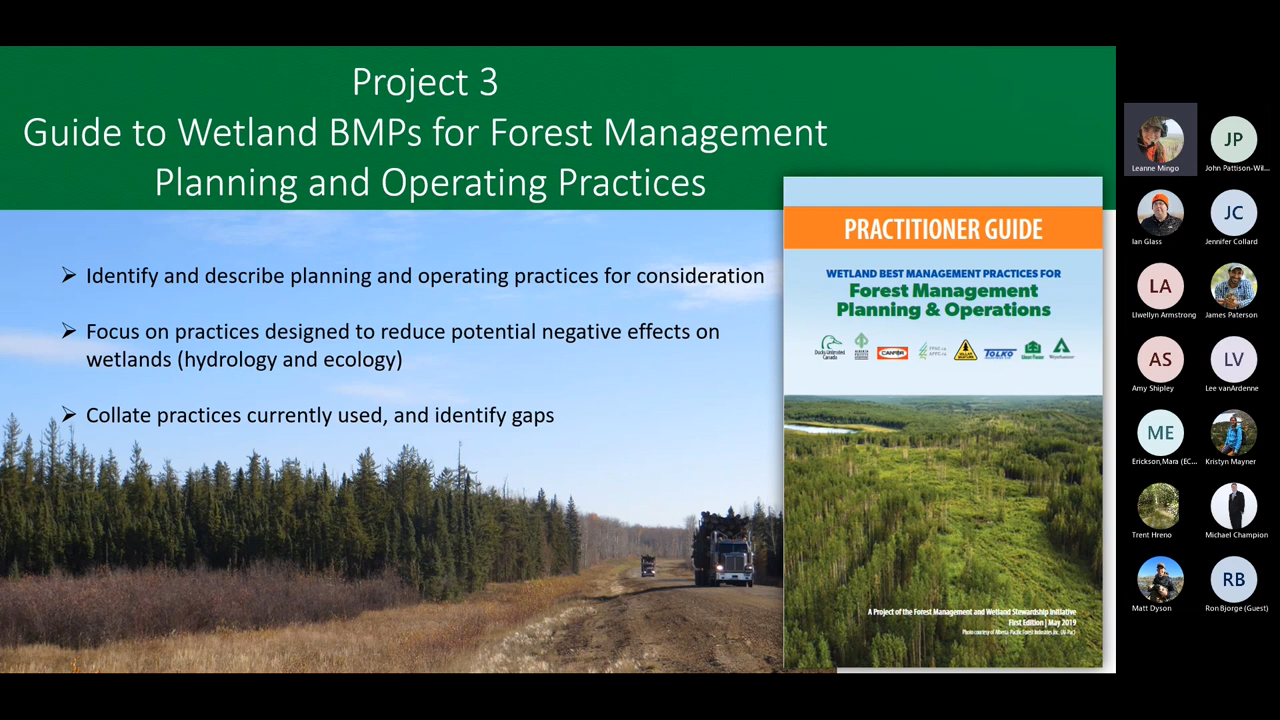 Project 3
Guide to Wetland BMPs for Forest Management
Planning and Operating Practices
➢ Identify and describe planning and operating practices for consideration
➢ Focus on practices designed to reduce potential negative effects on
wetlands (hydrology and ecology)
➢ Collate practices currently used, and identify gaps
PRACTITIONER GUIDE
WETLAND BEST MANAGEMENT PRACTICES FOR
Forest Management
Planning & Operations
Ducks Unlimited
Canada
CANFOR
TOLKO
A Project of the Forest Management and Wetland Stewardship Initiative
First Edition | May 2019
Photo courtesy of Alberta-Pacific Forest Industries Inc. (Al-Pac)
Leanne Mingo
JP
John Pattison-Wil...
Ian Glass
JC
Jennifer Collard
LA
Llwellyn Armstrong
James Paterson
AS
Amy Shipley
LV
Lee vanArdenne
ME
Erickson,Mara (EC...
Kristyn Mayner
Trent Hreno
Michael Champion
Matt Dyson
RB
Ron Bjorge (Guest)